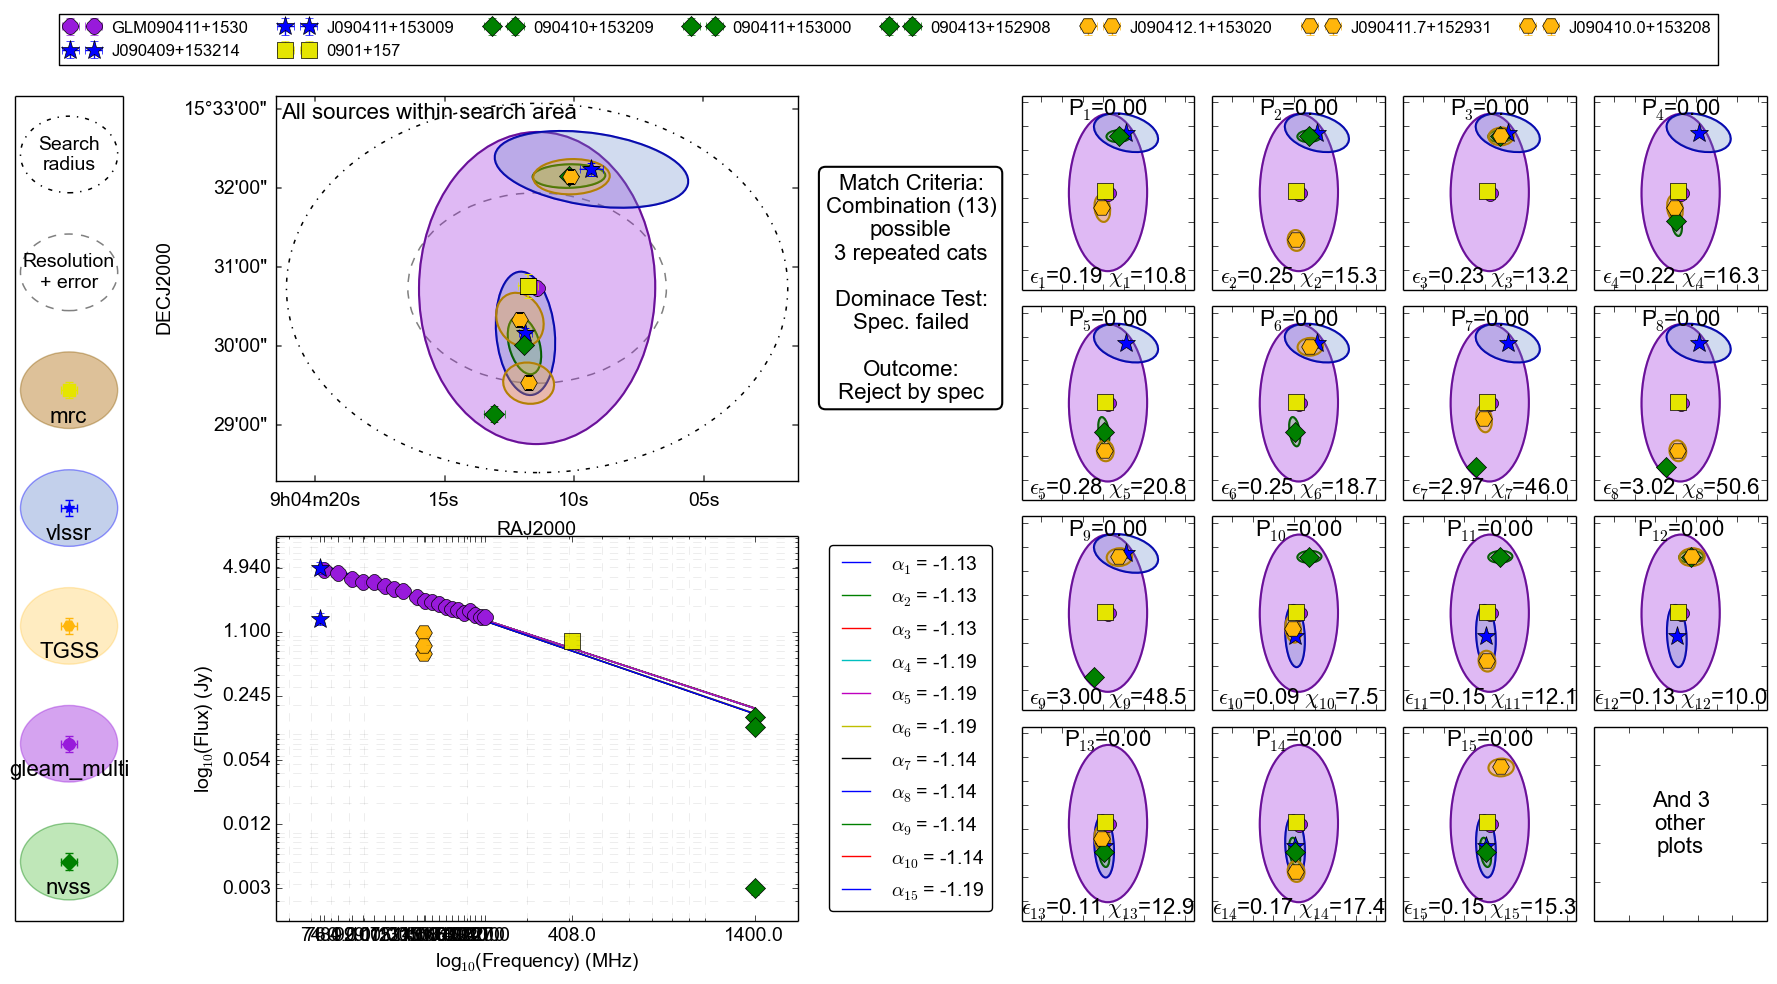 GLM090411+1530 J090411+153009 090410+153209 090411+153000 090413+152908 J090412.1+153020 J090411.7+152931 J090410.0+153208
J090409+153214 0901+157
Search
radius
Resolution
+ error
mrc
vlssr
TGSS
gleam_multi
nvss
All sources within search area
15°33'00"
32'00"
31'00"
30'00"
29'00"
DECJ2000
9h04m20s 15s 10s 05s
RAJ2000
Match Criteria:
Combination (13)
possible
3 repeated cats
Dominace Test:
Spec. failed
Outcome:
Reject by spec
4.940
1.100
0.245
0.054
0.012
0.003
log10(Flux) (Jy)
408.0 1400.0
log10(Frequency) (MHz)
α1 = -1.13
α2 = -1.13
α3 = -1.13
α4 = -1.19
α5 = -1.19
α6 = -1.19
α7 = -1.14
α8 = -1.14
α9 = -1.14
α10 = -1.14
α15 = -1.19
P1=0.00 P2=0.00 P3=0.00 P4=0.00
ϵ1=0.19 χ1=10.8 ϵ2=0.25 χ2=15.3 ϵ3=0.23 χ3=13.2 ϵ4=0.22 χ4=16.3
P5=0.00 P6=0.00 P7=0.00 P8=0.00
ϵ5=0.28 χ5=20.8 ϵ6=0.25 χ6=18.7 ϵ7=2.97 χ7=46.0 ϵ8=3.02 χ8=50.6
P9=0.00 P10=0.00 P11=0.00 P12=0.00
ϵ9=3.00 χ9=48.5 ϵ10=0.09 χ10=7.5 ϵ11=0.15 χ11=12.1 ϵ12=0.13 χ12=10.0
P13=0.00 P14=0.00 P15=0.00
ϵ13=0.11 χ13=12.9 ϵ14=0.17 χ14=17.4 ϵ15=0.15 χ15=15.3
And 3
other
plots